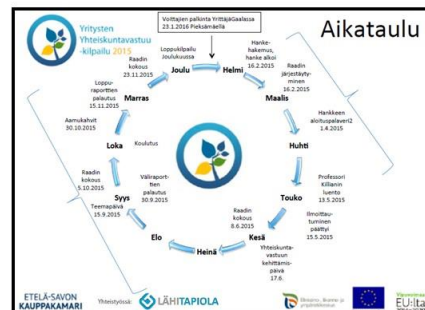 Yritysten
Yhteiskuntavastuu
-kilpailu 2015
Voittajien palkinta YrittäjäGaalassa
23.1.2016 Pieksämäellä
Aikataulu
Loppukilpailu
Joulukuussa
Joulu
Helmi
Hanke-
hakemus,
hanke alkoi
16.2.2015
Raadin
järjestäyty-
minen
16.2.2015
Maalis
Hankkeen
aloituspalaveri2
1.4.2015
Huhti
Professori
Killianin
luento
13.5.2015
Touko
Ilmoittau-
tuminen
päättyi
15.5.2015
Raadin
kokous
8.6.2015
Kesä
Yhteiskunta-
vastuun
kehittämis-
päivä
17.6.
Heinä
Elo
Väliraport-
tien
palautus
30.9.2015
Syys
Teemapäivä
15.9.2015
Raadin
kokous
5.10.2015
Loka
Koulutus
Aamukahvit
30.10.2015
Marras
Loppu-
raporttien
palautus
15.11.2015
Raadin
kokous
23.11.2015
ETELÄ-SAVON
KAUPPAKAMARI
Yhteistyössä:
LÄHITAPIOLA
Elinkeino-, liikenne- ja
ympäristökeskus